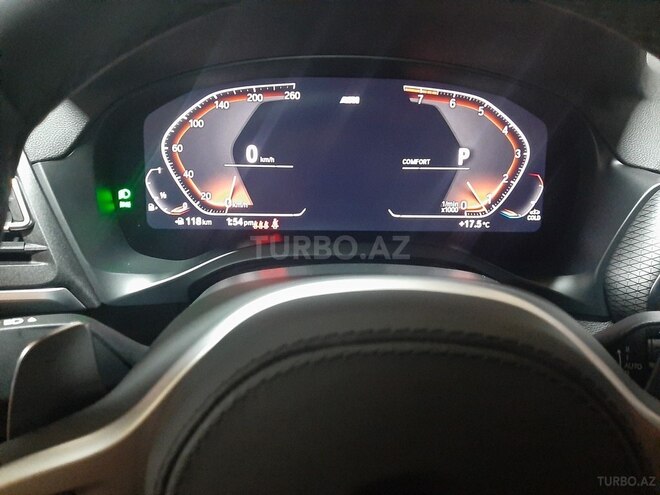 140 200 260
100
60
40
20
0
0 km/h
%
118 km
1:54 pm
7 6 5 4 3 2 1 0
COMFORT P
1/min
x1000
+17.5°C
COLD
AUTO
TURBO.AZ
TURBO.AZ